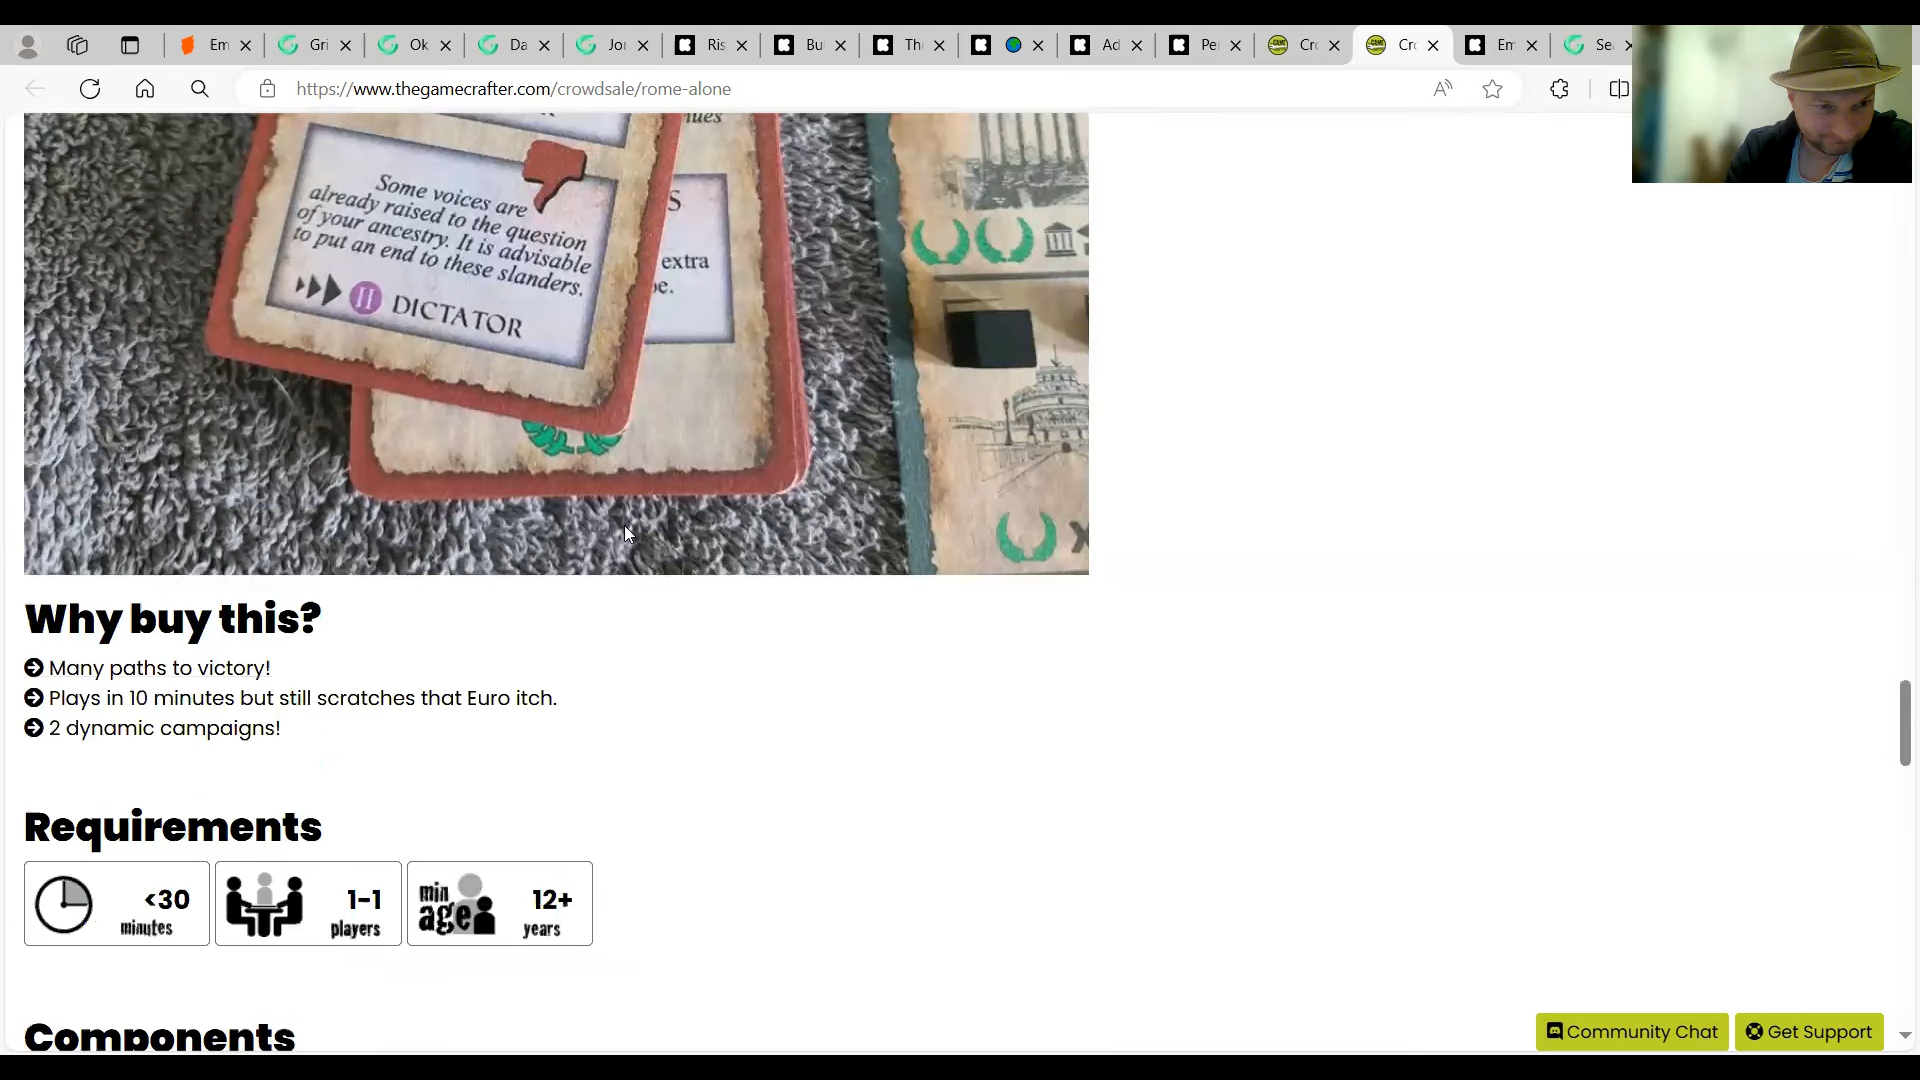 Em
Gri
Ok
Da
Jor
Ris
Bu
Th
Ad
Per
Cro
Cro
Em
Se
https://www.thegamecrafter.com/crowdsale/rome-alone
Some voices are
already raised to the question
of your ancestry. It is advisable
to put an end to these slanders.
II DICTATOR
extra
Why buy this?
Many paths to victory!
Plays in 10 minutes but still scratches that Euro itch.
2 dynamic campaigns!
Requirements
<30
minutes
1-1
players
min
age
12+
years
Components
Community Chat
Get Support